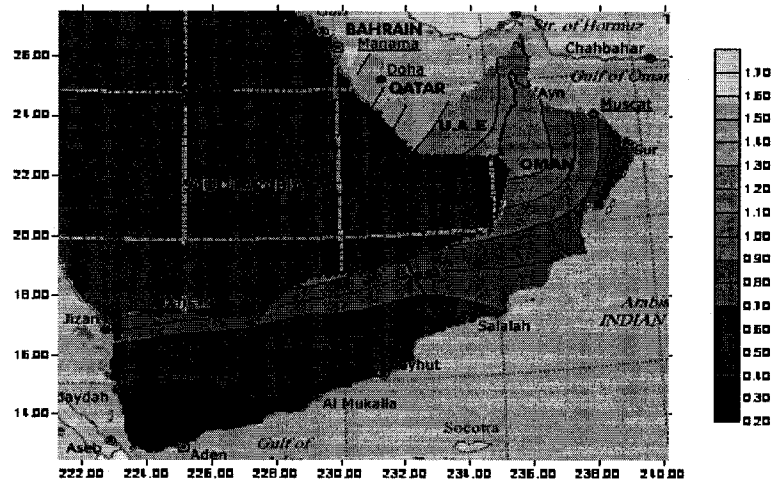 Str. of Hormuz
BAHRAIN
Manama
Chahbahar
Doha
Gulf of Oman
QATAR
'Ayn
Muscat
U.A.E
Sur
OMAN
Jizan
Salalah
INDIAN
Al Mukalla
Socotra
Aseb
Aden
Gulf of
26.00
24.00
22.00
20.00
18.00
16.00
14.00
222.00 224.00 226.00 228.00 230.00 232.00 234.00 236.00 238.00 240.00
1.70
1.60
1.50
1.40
1.30
1.20
1.10
1.00
0.90
0.80
0.70
0.60
0.50
0.40
0.30
0.20